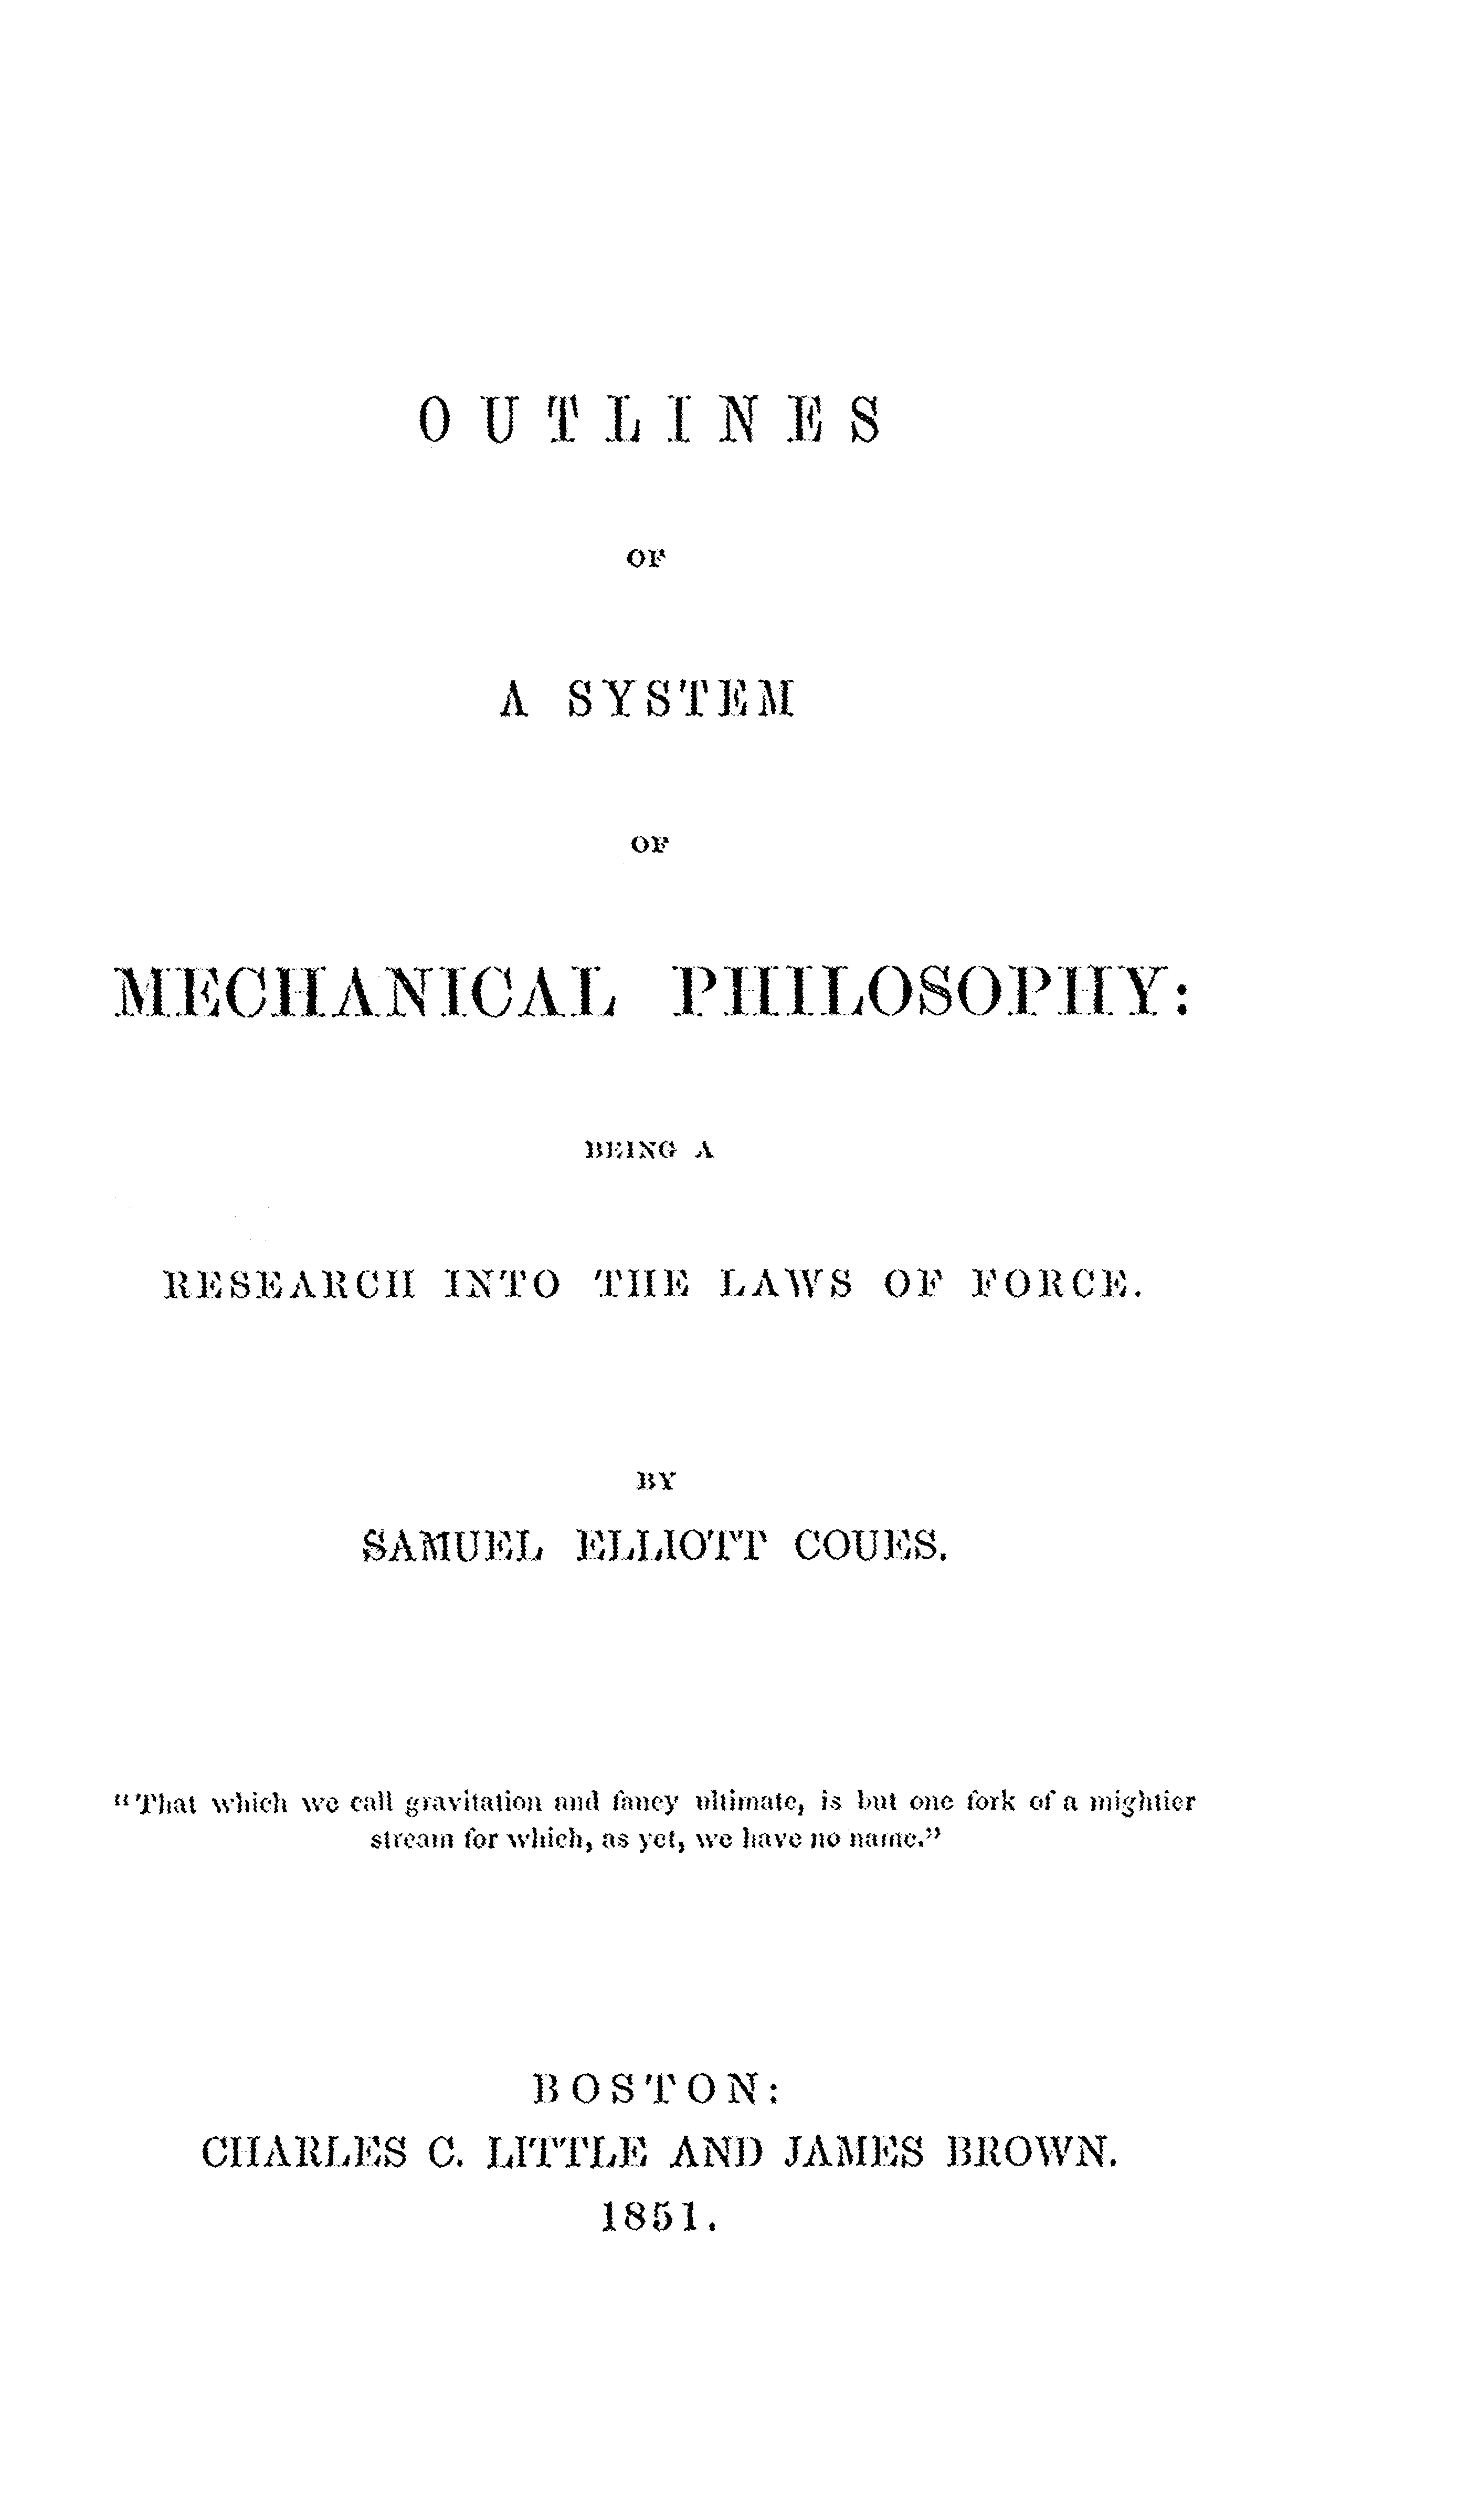 OUTLINES
OF
A SYSTEM
OF
MECHANICAL PHILOSOPHY:
BEING A
RESEARCH INTO THE LAWS OF FORCE.
BY
SAMUEL ELLIOTT COUES.
“That which we call gravitation and fancy ultimate, is but one fork of a mightier
stream for which, as yet, we have no name.”
BOSTON:
CHARLES C. LITTLE AND JAMES BROWN.
1851.